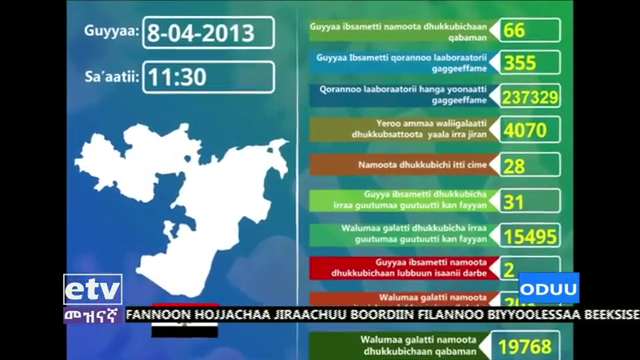 Guyyaa: 8-04-2013
Sa'aatii: 11:30
Guyyaa ibsametti namoota dhukkubichaan
qabaman 66
Guyyaa Ibsametti qorannoo laaboraatorii
gaggeeffame 355
Qorannoo laaboraatorii hanga yoonaatti
gaggeeffame 237329
Yeroo ammaa waliigalaatti
dhukkubsattoota yaala irra jiran 4070
Namoota dhukkubichi itti cime 28
Guyya ibsametti dhukkubicha
irraa guutumaa guutuutti kan fayyan 31
Walumaa galatti dhukkubicha irraa
guutumaa guutuutti kan fayyan 15495
Guyyaa ibsametti namoota
dhukkubichaan lubbuun isaanii darbe 2
Walumaa galatti namoota
Walumaa galatti namoota
dhukkubichaan qabaman 19768
etv
መዝናኛ
ODUU
FANNOON HOJJACHAA JIRAACHUU BOORDIIN FILANNOO BIYYOOLESSAA BEEKSISE